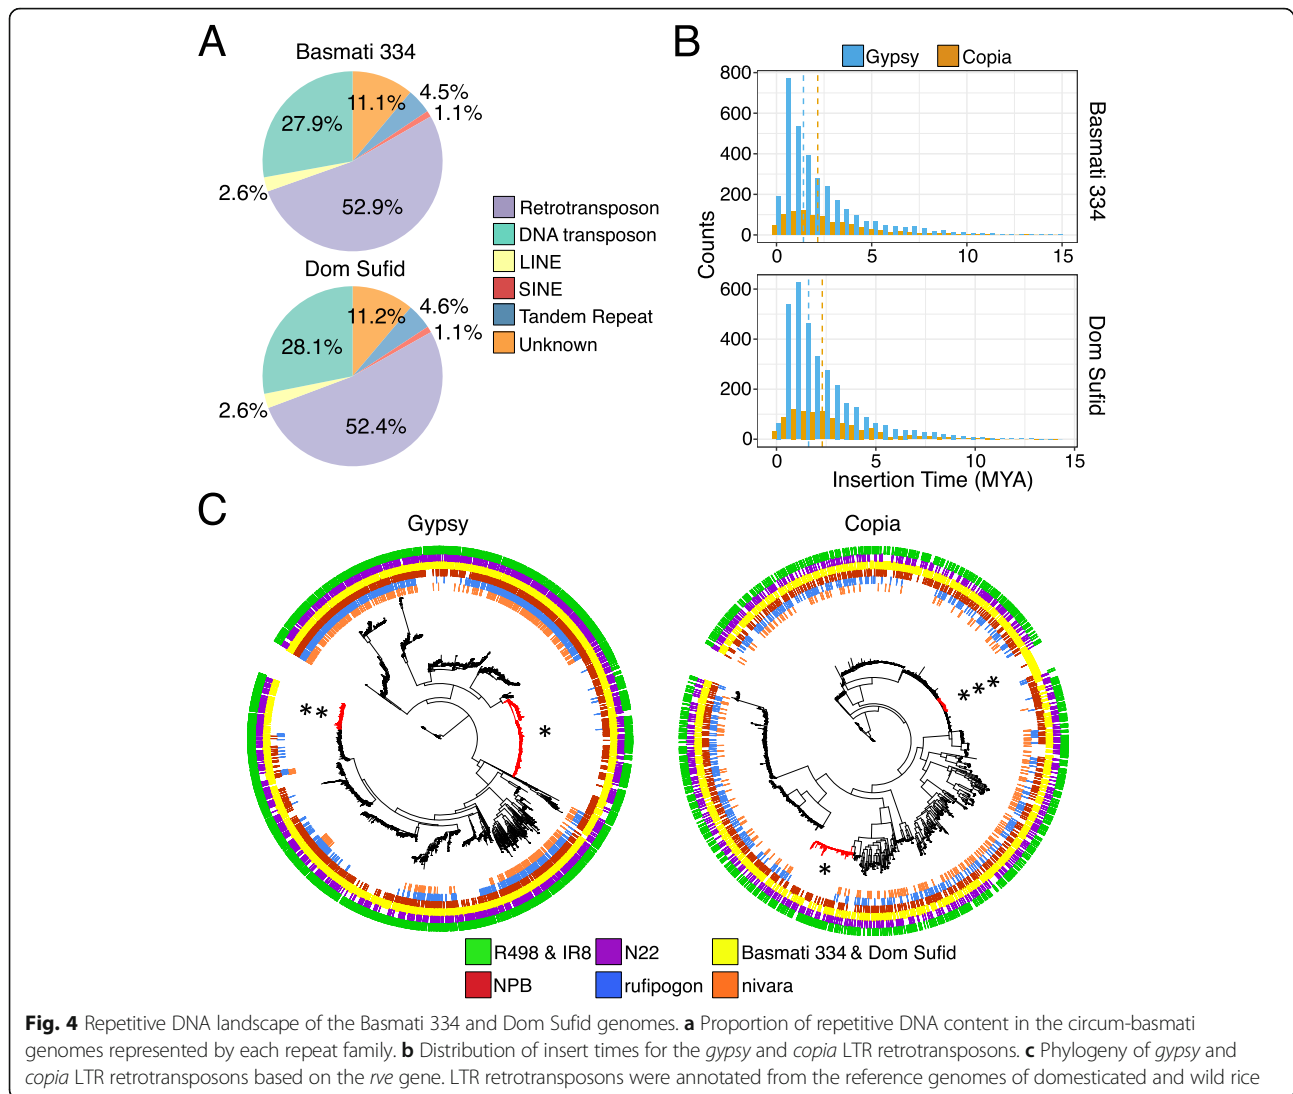 A
Basmati 334
11.1%
4.5%
1.1%
27.9%
2.6%
52.9%
Dom Sufid
11.2%
4.6%
1.1%
28.1%
2.6%
52.4%
Retrotransposon
DNA transposon
LINE
SINE
Tandem Repeat
Unknown
B
Gypsy Copia
800
600
400
200
0
0 5 10 15
Basmati 334
Counts
600
400
200
0
0 5 10 15
Dom Sufid
Insertion Time (MYA)
C
Gypsy
**
*
Copia
***
*
R498 & IR8 N22 Basmati 334 & Dom Sufid
NPB rufipogon nivara
Fig. 4 Repetitive DNA landscape of the Basmati 334 and Dom Sufid genomes. a Proportion of repetitive DNA content in the circum-basmati
genomes represented by each repeat family. b Distribution of insert times for the gypsy and copia LTR retrotransposons. c Phylogeny of gypsy and
copia LTR retrotransposons based on the rve gene. LTR retrotransposons were annotated from the reference genomes of domesticated and wild rice